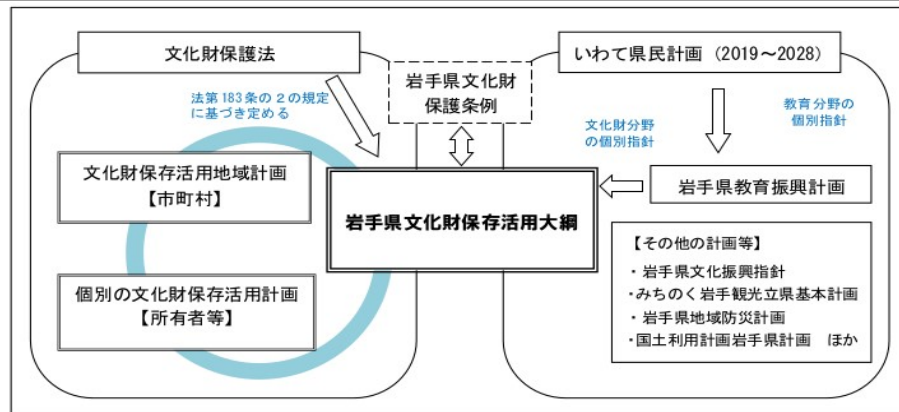 文化財保護法
法第183条の2の規定
に基づき定める
文化財保存活用地域計画
【市町村】
個別の文化財保存活用計画
【所有者等】
岩手県文化財
保護条例
岩手県文化財保存活用大綱
いわて県民計画（2019～2028）
教育分野の
個別指針
文化財分野
の個別指針
岩手県教育振興計画
【その他の計画等】
・岩手県文化振興指針
・みちのく岩手観光立県基本計画
・岩手県地域防災計画
・国土利用計画岩手県計画　ほか